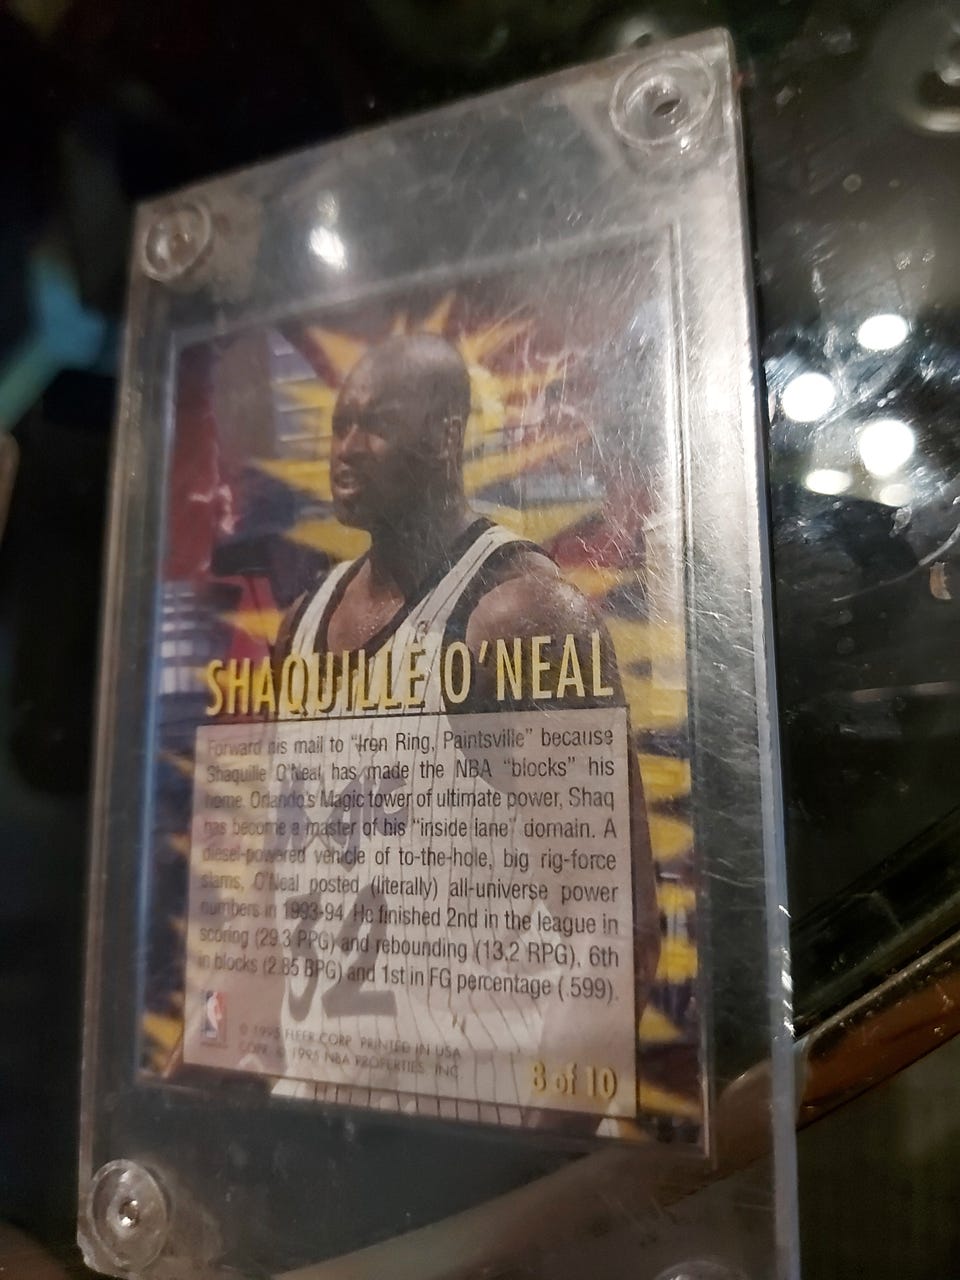 SHAQUILLE O'NEAL
Forward his mail to "Iron Ring, Paintsville" because
Shaquille O'Neal has made the NBA "blocks" his
home. Orlando's Magic tower of ultimate power, Shaq
has become a master of his "inside lane" domain. A
diesel-powered vehicle of to-the-hole, big rig-force
slams, O'Neal posted (literally) all-universe power
numbers in 1993-94. He finished 2nd in the league in
scoring (29.3 PPG) and rebounding (13.2 RPG), 6th
in blocks (2.85 BPG) and 1st in FG percentage (.599).
© 1995 FLEER CORP. PRINTED IN USA
COPR. © 1995 NBA PROPERTIES, INC.
8 of 10
32